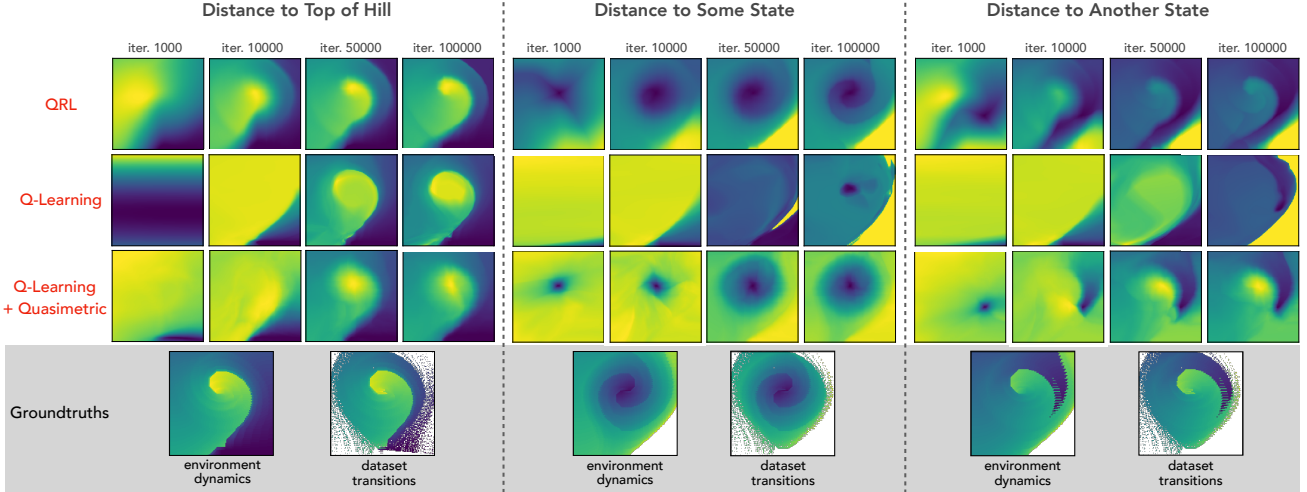 Distance to Top of Hill
Distance to Some State
Distance to Another State
iter. 1000 iter. 10000 iter. 50000 iter. 100000
iter. 1000 iter. 10000 iter. 50000 iter. 100000
iter. 1000 iter. 10000 iter. 50000 iter. 100000
QRL
Q-Learning
Q-Learning
+ Quasimetric
Groundtruths
environment
dynamics
dataset
transitions
environment
dynamics
dataset
transitions
environment
dynamics
dataset
transitions